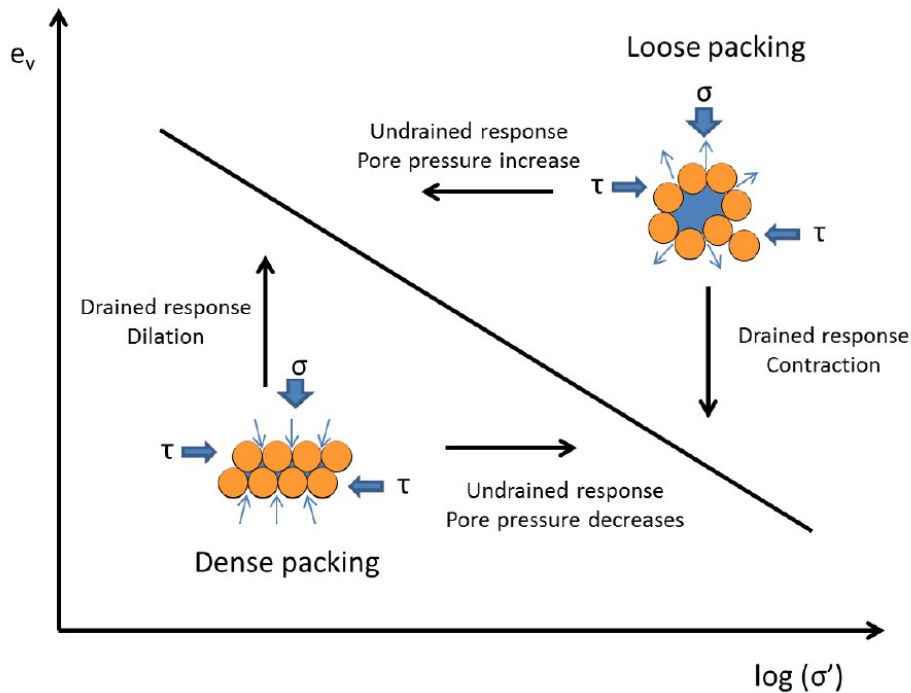 e_v
Loose packing
σ
Undrained response
Pore pressure increase
τ
τ
Drained response
Dilation
Drained response
Contraction
σ
τ
τ
Undrained response
Pore pressure decreases
Dense packing
log (σ')